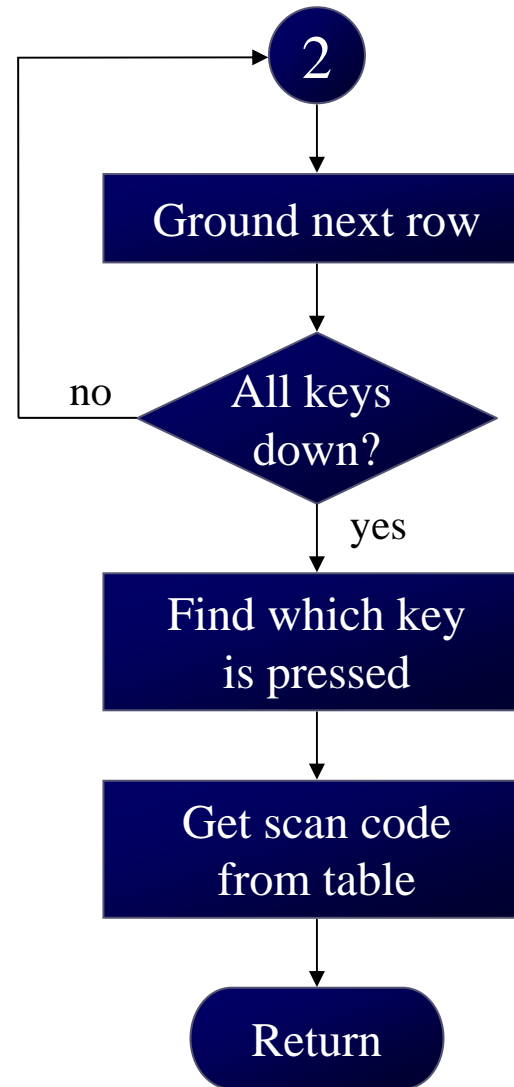 2
Ground next row
All keys
down?
no
yes
Find which key
is pressed
Get scan code
from table
Return